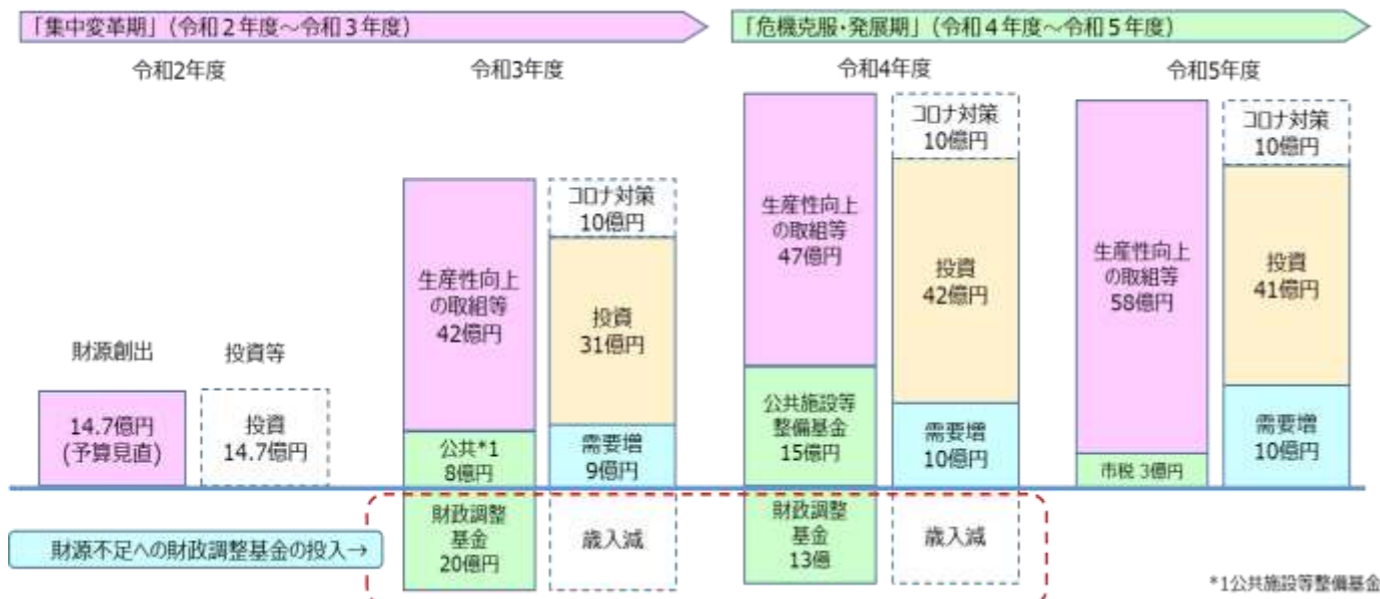 「集中変革期」（令和２年度～令和３年度）
「危機克服・発展期」（令和４年度～令和５年度）
令和2年度
令和3年度
令和4年度
令和5年度
財源創出
投資等
14.7億円
(予算見直)
投資
14.7億円
生産性向上
の取組等
42億円
公共*1
8億円
財政調整
基金
20億円
コロナ対策
10億円
投資
31億円
需要増
9億円
歳入減
生産性向上
の取組等
47億円
公共施設等
整備基金
15億円
財政調整
基金
13億
コロナ対策
10億円
投資
42億円
需要増
10億円
歳入減
生産性向上
の取組等
58億円
市税 3億円
コロナ対策
10億円
投資
41億円
需要増
10億円
財源不足への財政調整基金の投入→
*1公共施設等整備基金